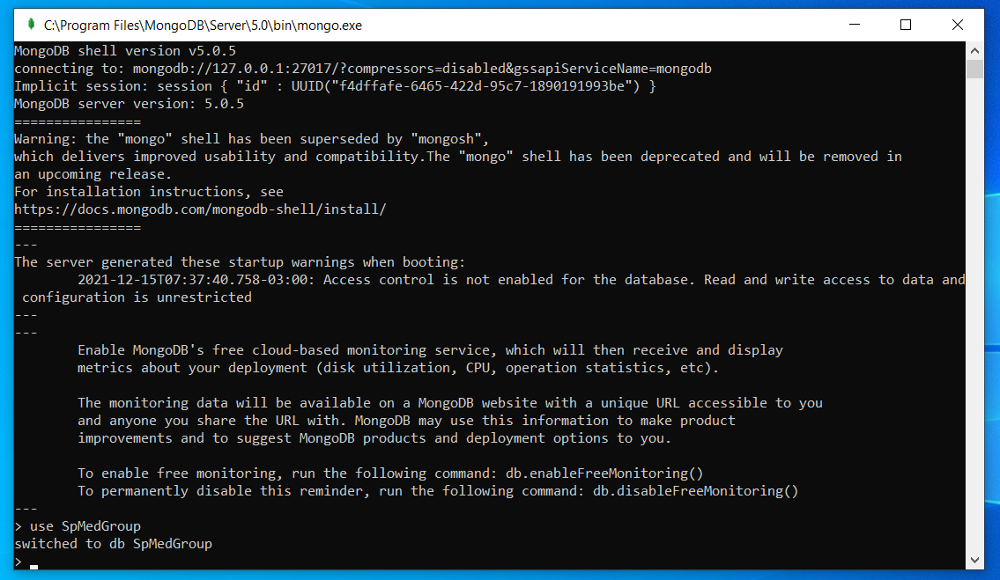 C:\Program Files\MongoDB\Server\5.0\bin\mongo.exe
MongoDB shell version v5.0.5
connecting to: mongodb://127.0.0.1:27017/?compressors=disabled&gssapiServiceName=mongodb
Implicit session: session { "id" : UUID("f4dffafe-6465-422d-95c7-1890191993be") }
MongoDB server version: 5.0.5
================
Warning: the "mongo" shell has been superseded by "mongosh",
which delivers improved usability and compatibility.The "mongo" shell has been deprecated and will be removed in
an upcoming release.
For installation instructions, see
https://docs.mongodb.com/mongodb-shell/install/
================
---
The server generated these startup warnings when booting:
        2021-12-15T07:37:40.758-03:00: Access control is not enabled for the database. Read and write access to data and
 configuration is unrestricted
---
---
        Enable MongoDB's free cloud-based monitoring service, which will then receive and display
        metrics about your deployment (disk utilization, CPU, operation statistics, etc).

        The monitoring data will be available on a MongoDB website with a unique URL accessible to you
        and anyone you share the URL with. MongoDB may use this information to make product
        improvements and to suggest MongoDB products and deployment options to you.

        To enable free monitoring, run the following command: db.enableFreeMonitoring()
        To permanently disable this reminder, run the following command: db.disableFreeMonitoring()
---
> use SpMedGroup
switched to db SpMedGroup
>